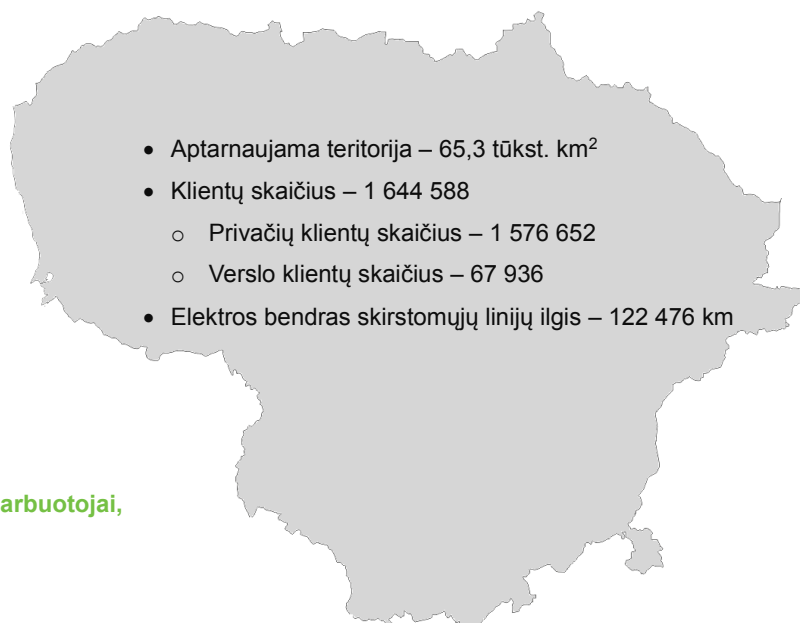 • Aptarnaujama teritorija – 65,3 tūkst. km²
• Klientų skaičius – 1 644 588
o Privačių klientų skaičius – 1 576 652
o Verslo klientų skaičius – 67 936
• Elektros bendras skirstomųjų linijų ilgis – 122 476 km
arbuotojai,